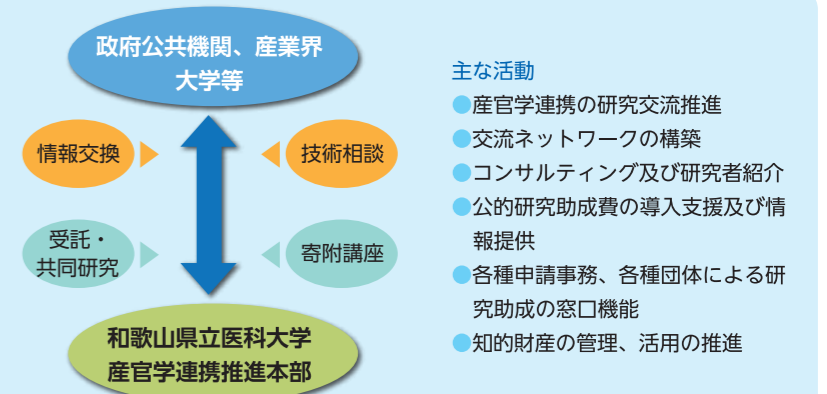 政府公共機関、産業界
大学等
情報交換
技術相談
受託・
共同研究
寄附講座
和歌山県立医科大学
産官学連携推進本部
主な活動
●産官学連携の研究交流推進
●交流ネットワークの構築
●コンサルティング及び研究者紹介
●公的研究助成費の導入支援及び情
報提供
●各種申請事務、各種団体による研
究助成の窓口機能
●知的財産の管理、活用の推進